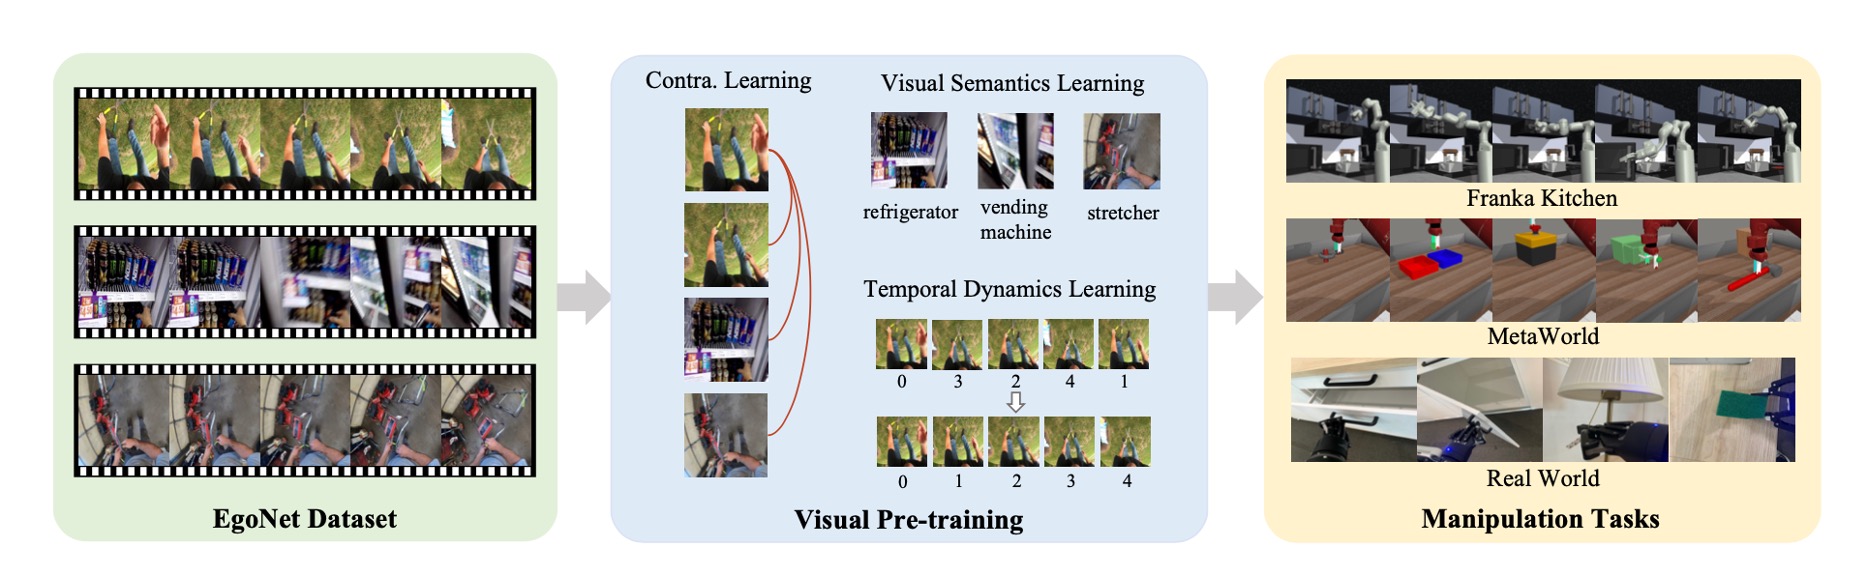 EgoNet Dataset
Contra. Learning
Visual Semantics Learning
refrigerator
vending
machine
stretcher
Temporal Dynamics Learning
0 3 2 4 1
0 1 2 3 4
Visual Pre-training
Franka Kitchen
MetaWorld
Real World
Manipulation Tasks